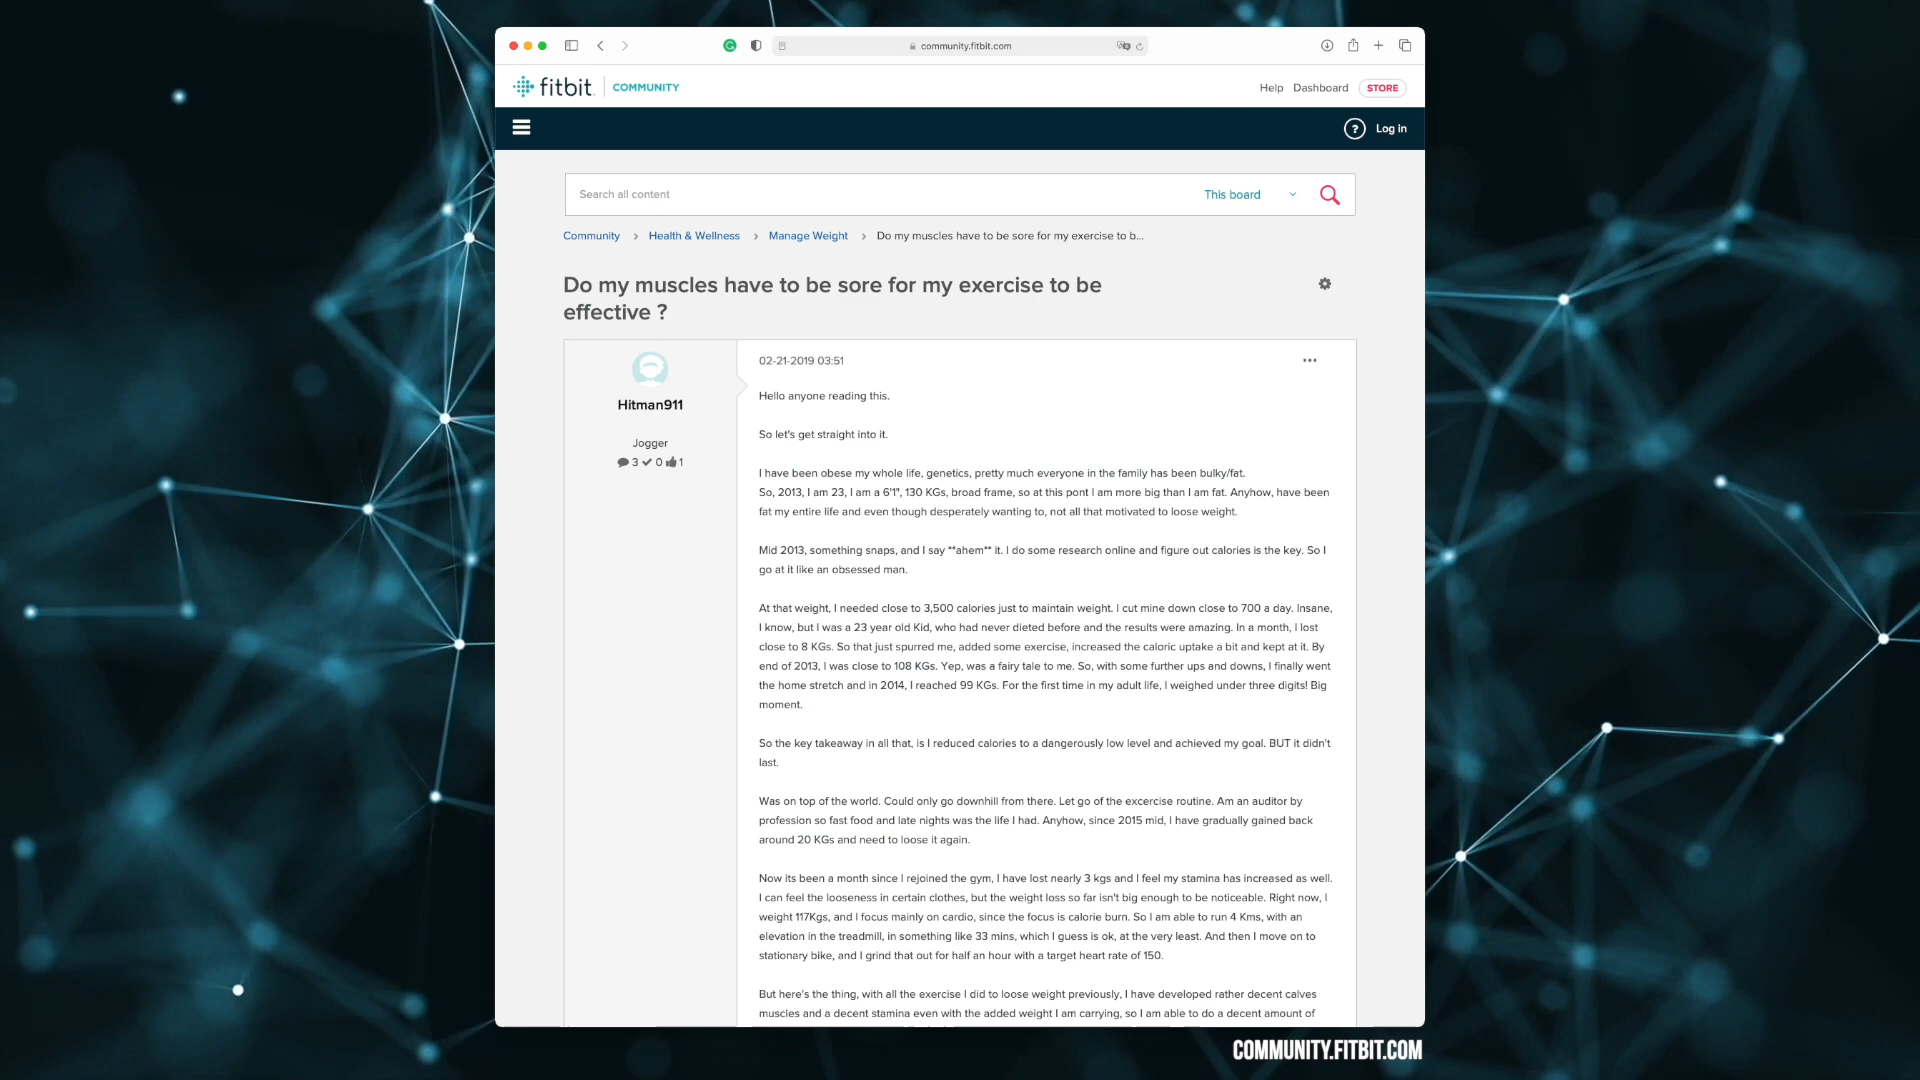 community.fitbit.com
fitbit. COMMUNITY
Help Dashboard STORE
? Log in
Search all content This board
Community > Health & Wellness > Manage Weight > Do my muscles have to be sore for my exercise to b...
Do my muscles have to be sore for my exercise to be
effective ?
Hitman911
Jogger
3 0 1
02-21-2019 03:51
Hello anyone reading this.
So let's get straight into it.
I have been obese my whole life, genetics, pretty much everyone in the family has been bulky/fat.
So, 2013, I am 23, I am a 6'1", 130 KGs, broad frame, so at this pont I am more big than I am fat. Anyhow, have been
fat my entire life and even though desperately wanting to, not all that motivated to loose weight.
Mid 2013, something snaps, and I say **ahem** it. I do some research online and figure out calories is the key. So I
go at it like an obsessed man.
At that weight, I needed close to 3,500 calories just to maintain weight. I cut mine down close to 700 a day. Insane,
I know, but I was a 23 year old Kid, who had never dieted before and the results were amazing. In a month, I lost
close to 8 KGs. So that just spurred me, added some exercise, increased the caloric uptake a bit and kept at it. By
end of 2013, I was close to 108 KGs. Yep, was a fairy tale to me. So, with some further ups and downs, I finally went
the home stretch and in 2014, I reached 99 KGs. For the first time in my adult life, I weighed under three digits! Big
moment.
So the key takeaway in all that, is I reduced calories to a dangerously low level and achieved my goal. BUT it didn't
last.
Was on top of the world. Could only go downhill from there. Let go of the excercise routine. Am an auditor by
profession so fast food and late nights was the life I had. Anyhow, since 2015 mid, I have gradually gained back
around 20 KGs and need to loose it again.
Now its been a month since I rejoined the gym, I have lost nearly 3 kgs and I feel my stamina has increased as well.
I can feel the looseness in certain clothes, but the weight loss so far isn't big enough to be noticeable. Right now, I
weight 117Kgs, and I focus mainly on cardio, since the focus is calorie burn. So I am able to run 4 Kms, with an
elevation in the treadmill, in something like 33 mins, which I guess is ok, at the very least. And then I move on to
stationary bike, and I grind that out for half an hour with a target heart rate of 150.
But here's the thing, with all the exercise I did to loose weight previously, I have developed rather decent calves
muscles and a decent stamina even with the added weight I am carrying, so I am able to do a decent amount of
COMMUNITY.FITBIT.COM